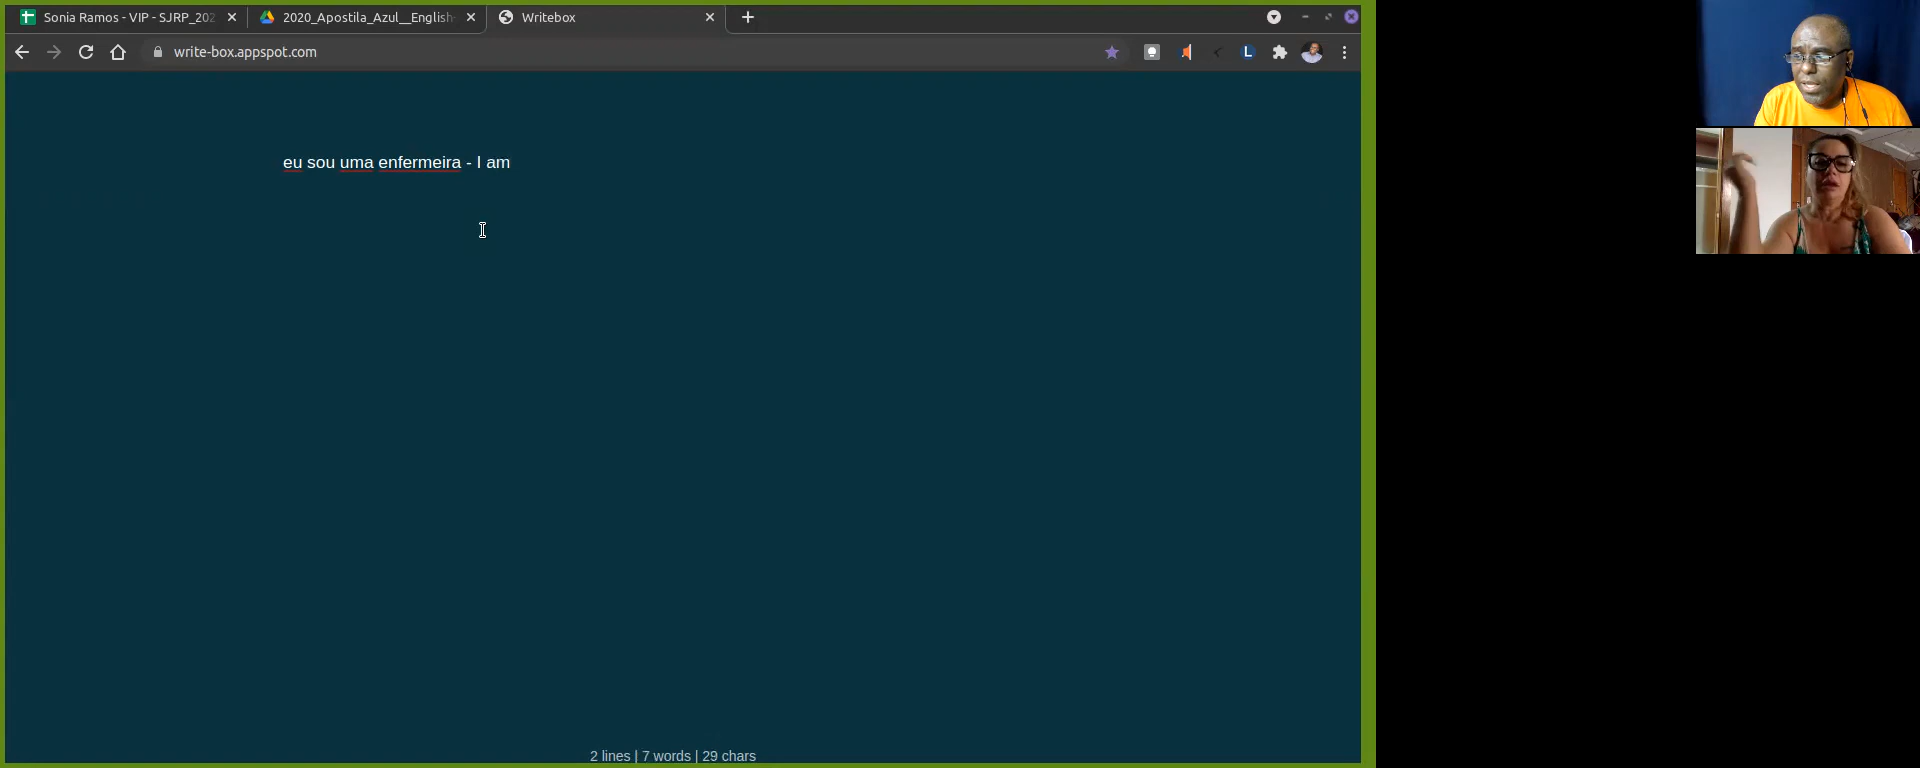 Sonia Ramos - VIP - SJRP_202
2020_Apostila_Azul__English-
Writebox
write-box.appspot.com
L
eu sou uma enfermeira - I am
2 lines | 7 words | 29 chars